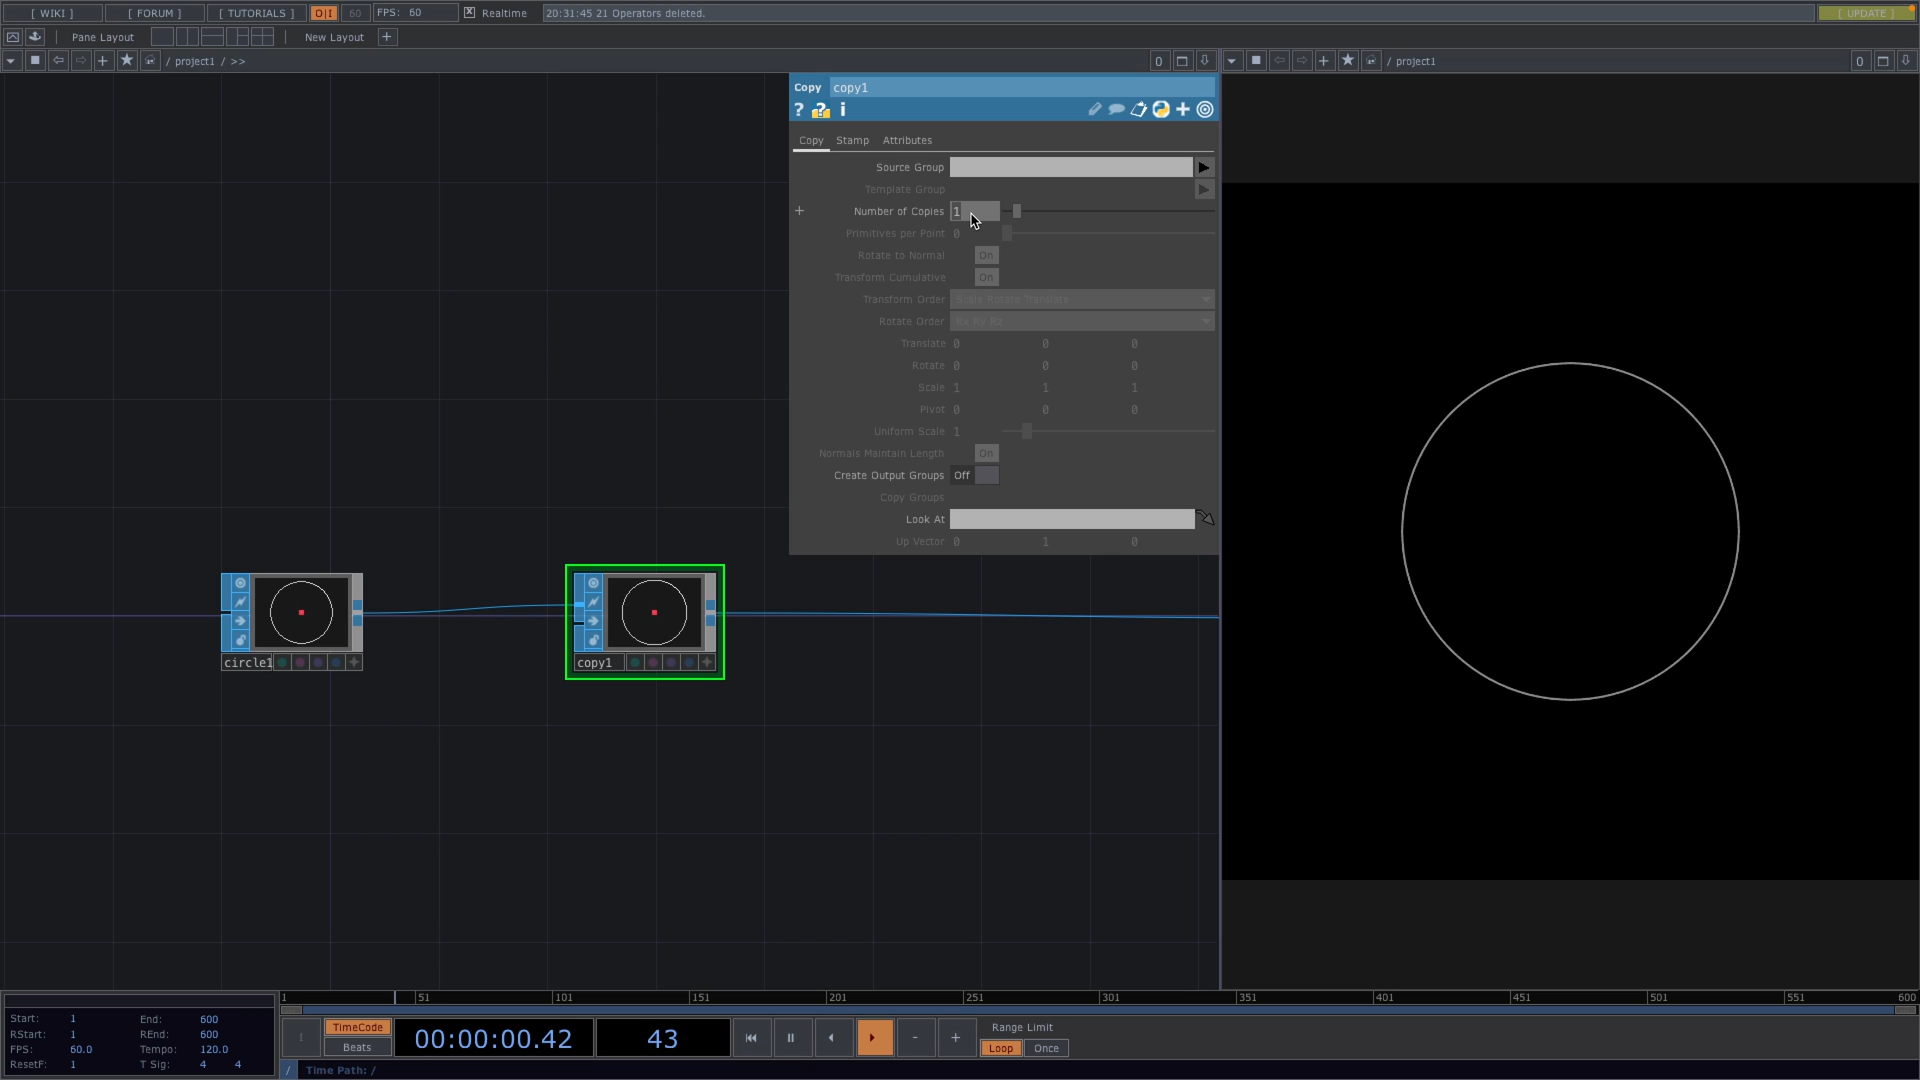 [ WIKI ] [ FORUM ] [ TUTORIALS ] O|I 60 FPS: 60 Realtime 20:31:45 21 Operators deleted. [ UPDATE ]
Pane Layout New Layout +
/ project1 / >> 0 / project1 0
Copy copy1
? ? i
Copy Stamp Attributes
Source Group
Template Group
+ Number of Copies 1
Primitives per Point 0
Rotate to Normal On
Transform Cumulative On
Transform Order Scale Rotate Translate
Rotate Order Rx Ry Rz
Translate 0 0 0
Rotate 0 0 0
Scale 1 1 1
Pivot 0 0 0
Uniform Scale 1
Normals Maintain Length On
Create Output Groups Off
Copy Groups
Look At
Up Vector 0 1 0
circle1 copy1
1 51 101 151 201 251 301 351 401 451 501 551 600
Start: 1 End: 600
RStart: 1 REnd: 600
FPS: 60.0 Tempo: 120.0
ResetF: 1 T Sig: 4 4
1 TimeCode Beats 00:00:00.42 43 - + Range Limit
Loop Once
/ Time Path: /